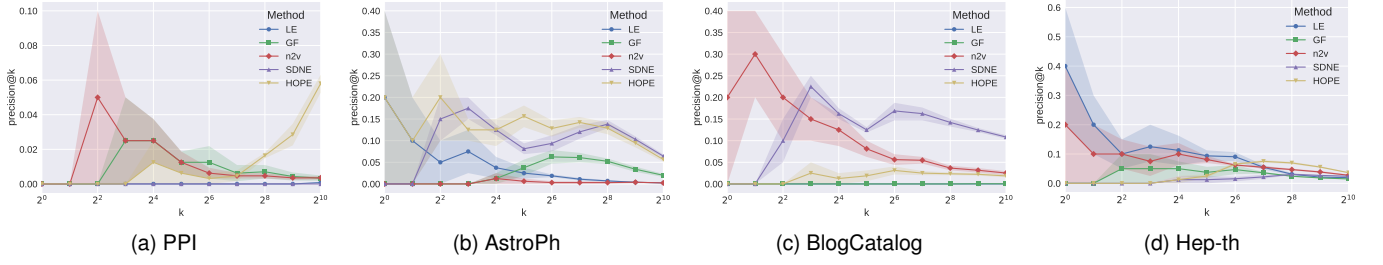 0.10
0.08
0.06
0.04
0.02
0.00
precision@k
2^0 2^2 2^4 2^6 2^8 2^10
k
Method
LE
GF
n2v
SDNE
HOPE
(a) PPI
0.40
0.35
0.30
0.25
0.20
0.15
0.10
0.05
0.00
precision@k
2^0 2^2 2^4 2^6 2^8 2^10
k
Method
LE
GF
n2v
SDNE
HOPE
(b) AstroPh
0.40
0.35
0.30
0.25
0.20
0.15
0.10
0.05
0.00
precision@k
2^0 2^2 2^4 2^6 2^8 2^10
k
Method
LE
GF
n2v
SDNE
HOPE
(c) BlogCatalog
0.6
0.5
0.4
0.3
0.2
0.1
0.0
precision@k
2^0 2^2 2^4 2^6 2^8 2^10
k
Method
LE
GF
n2v
SDNE
HOPE
(d) Hep-th